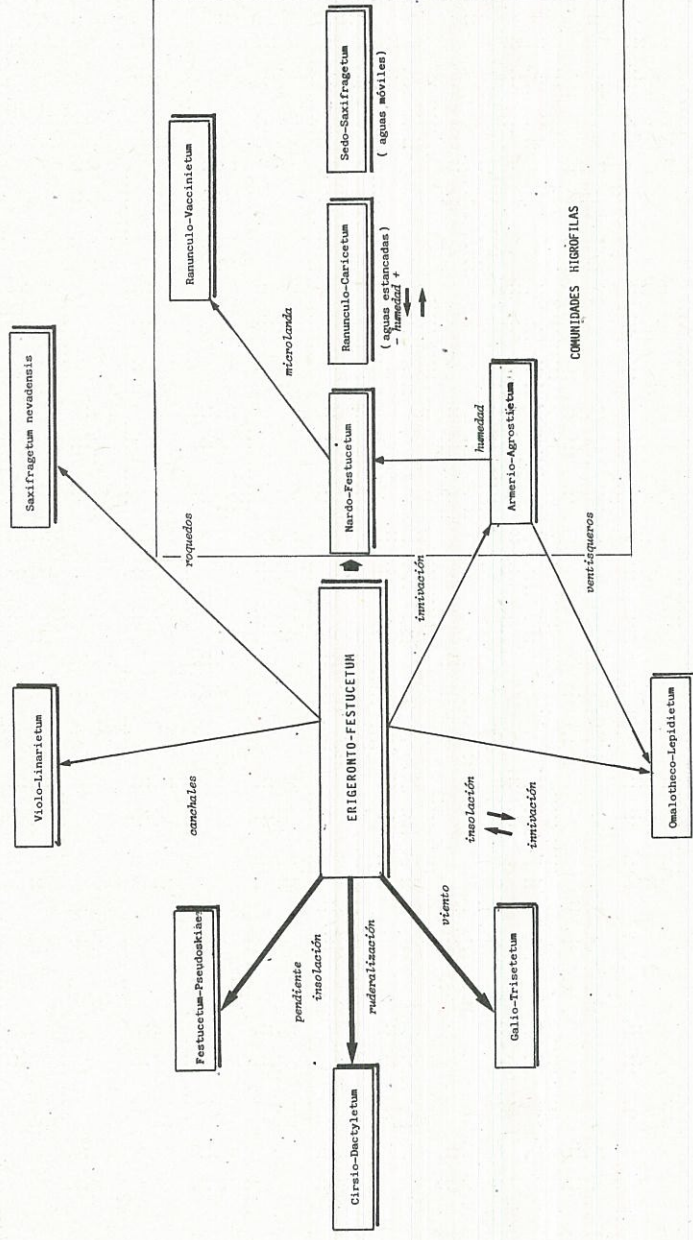 Saxifragetum nevadensis
Ranunculo-Vaccinietum
Violo-Linarietum
roquedos
microlanda
canchales
Festucetum-Pseudoskiae
Cirsio-Dactyletum
pendiente
insolación
ruderalización
ERIGERONTO-FESTUCETUM
Nardo-Festucetum
Ranunculo-Caricetum
( aguas estancadas)
- humedad +
Sedo-Saxifragetum
( aguas móviles)
viento
Galio-Trisetetum
insolación
innivación
innivación
humedad
Armerio-Agrostietum
COMUNIDADES HIGROFILAS
ventisqueros
Omalotheco-Lepidietum